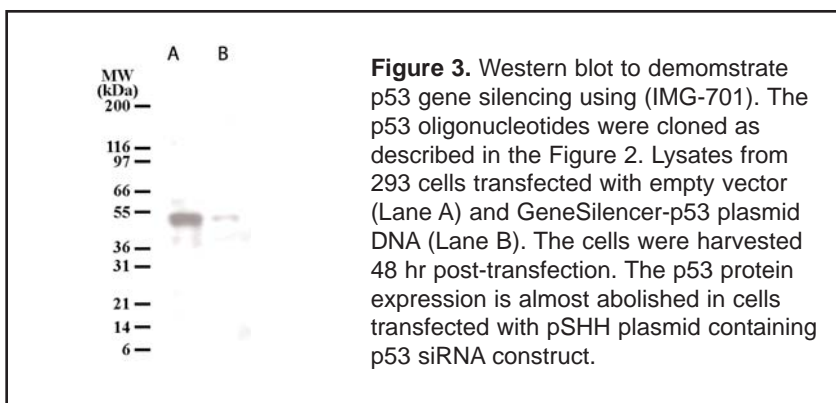 A B
MW
(kDa)
200
116
97
66
55
36
31
21
14
6
Figure 3. Western blot to demomstrate
p53 gene silencing using (IMG-701). The
p53 oligonucleotides were cloned as
described in the Figure 2. Lysates from
293 cells transfected with empty vector
(Lane A) and GeneSilencer-p53 plasmid
DNA (Lane B). The cells were harvested
48 hr post-transfection. The p53 protein
expression is almost abolished in cells
transfected with pSHH plasmid containing
p53 siRNA construct.